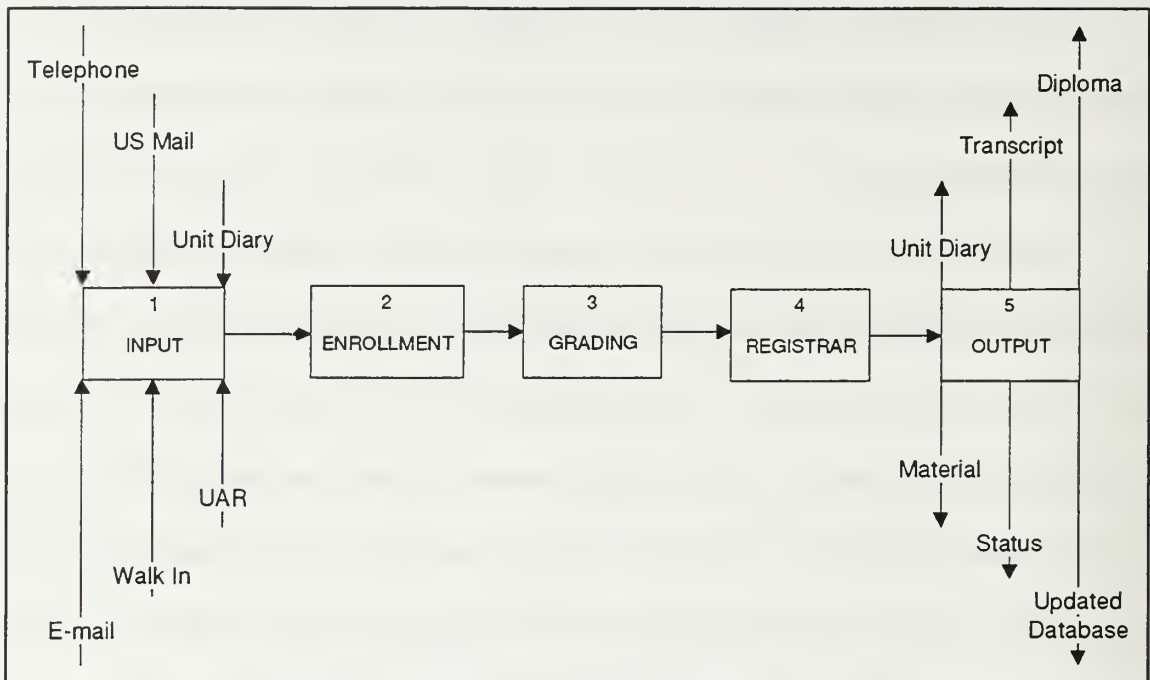 Telephone
US Mail
Unit Diary
Diploma
Transcript
Unit Diary
1
INPUT
2
ENROLLMENT
3
GRADING
4
REGISTRAR
5
OUTPUT
UAR
Walk In
E-mail
Material
Status
Updated
Database